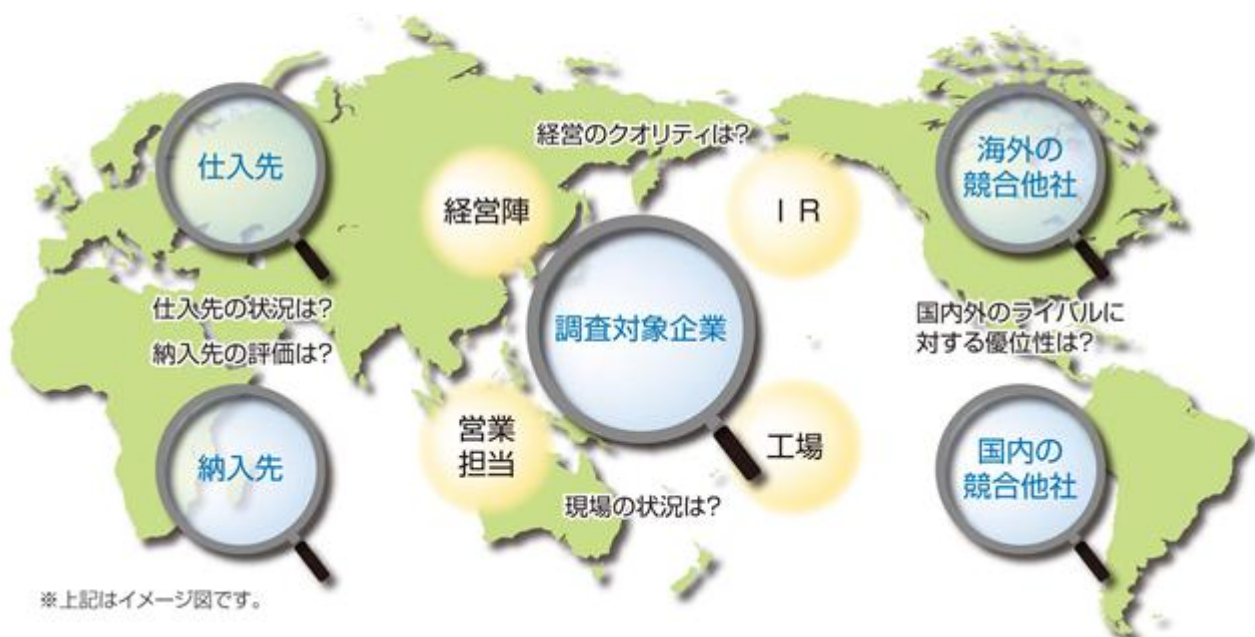 経営のクオリティは?
仕入先
経営陣
I R
海外の
競合他社
調査対象企業
仕入先の状況は?
納入先の評価は?
国内外のライバルに
対する優位性は?
納入先
営業
担当
工場
国内の
競合他社
現場の状況は?
※上記はイメージ図です。